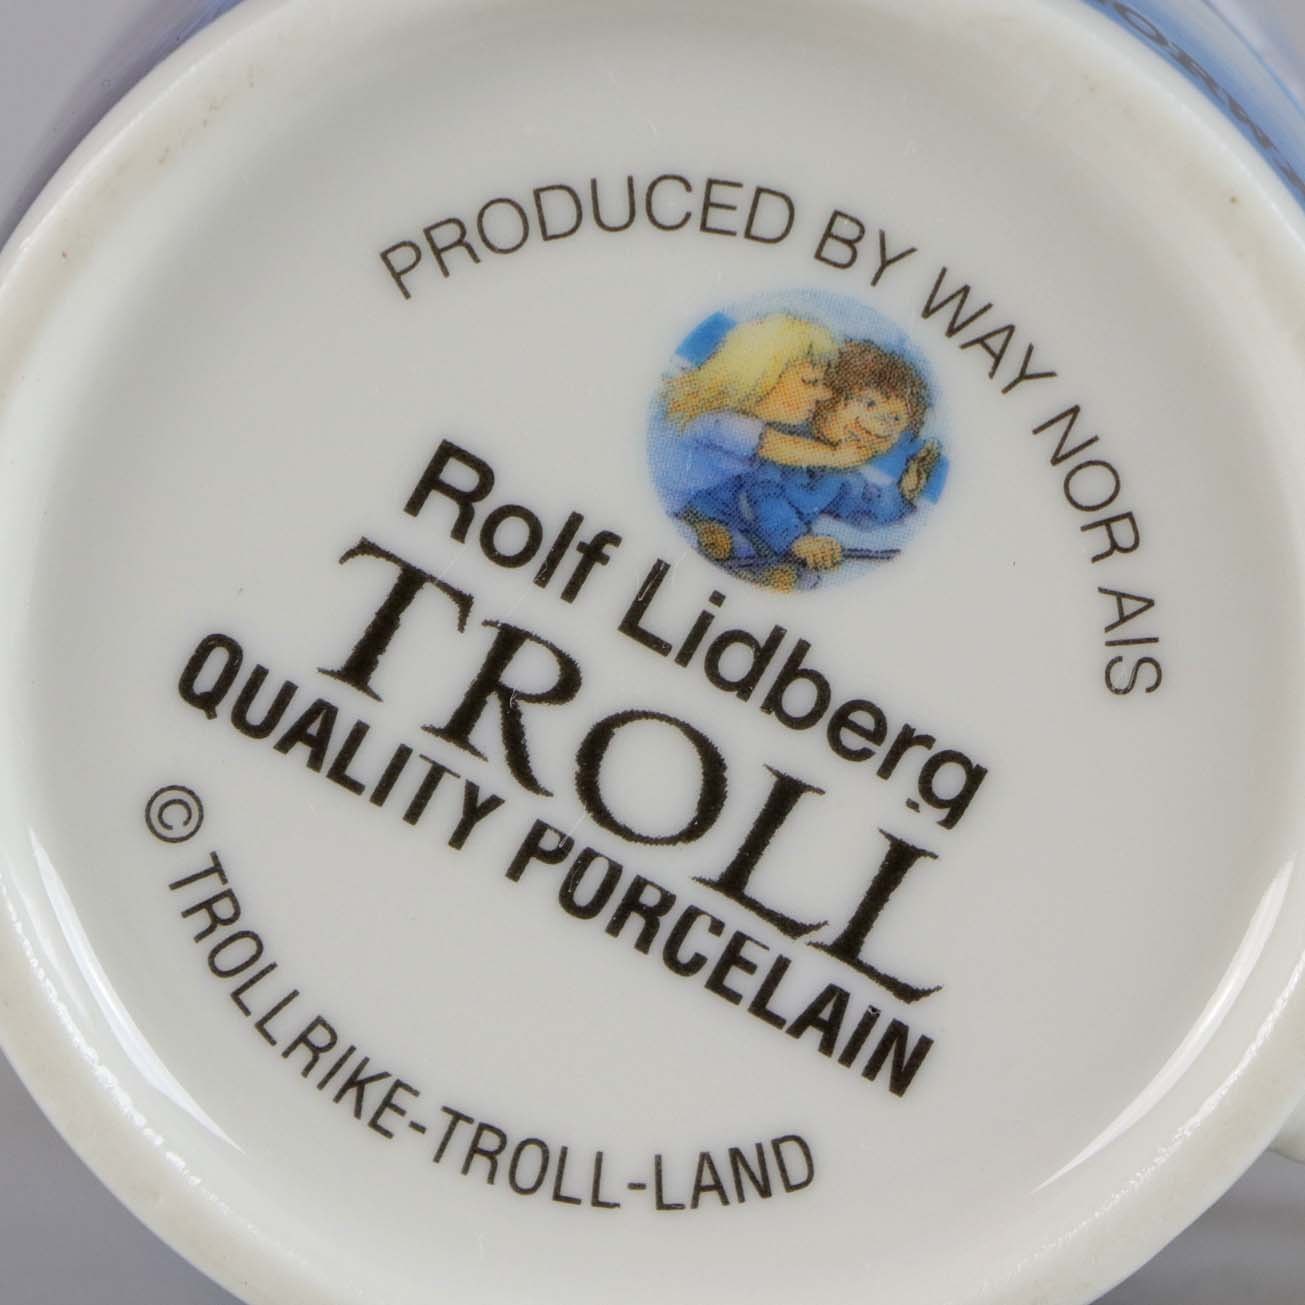 PRODUCED BY WAY NOR AIS
Rolf Lidberg
TROLL
QUALITY PORCELAIN
© TROLLRIKE-TROLL-LAND